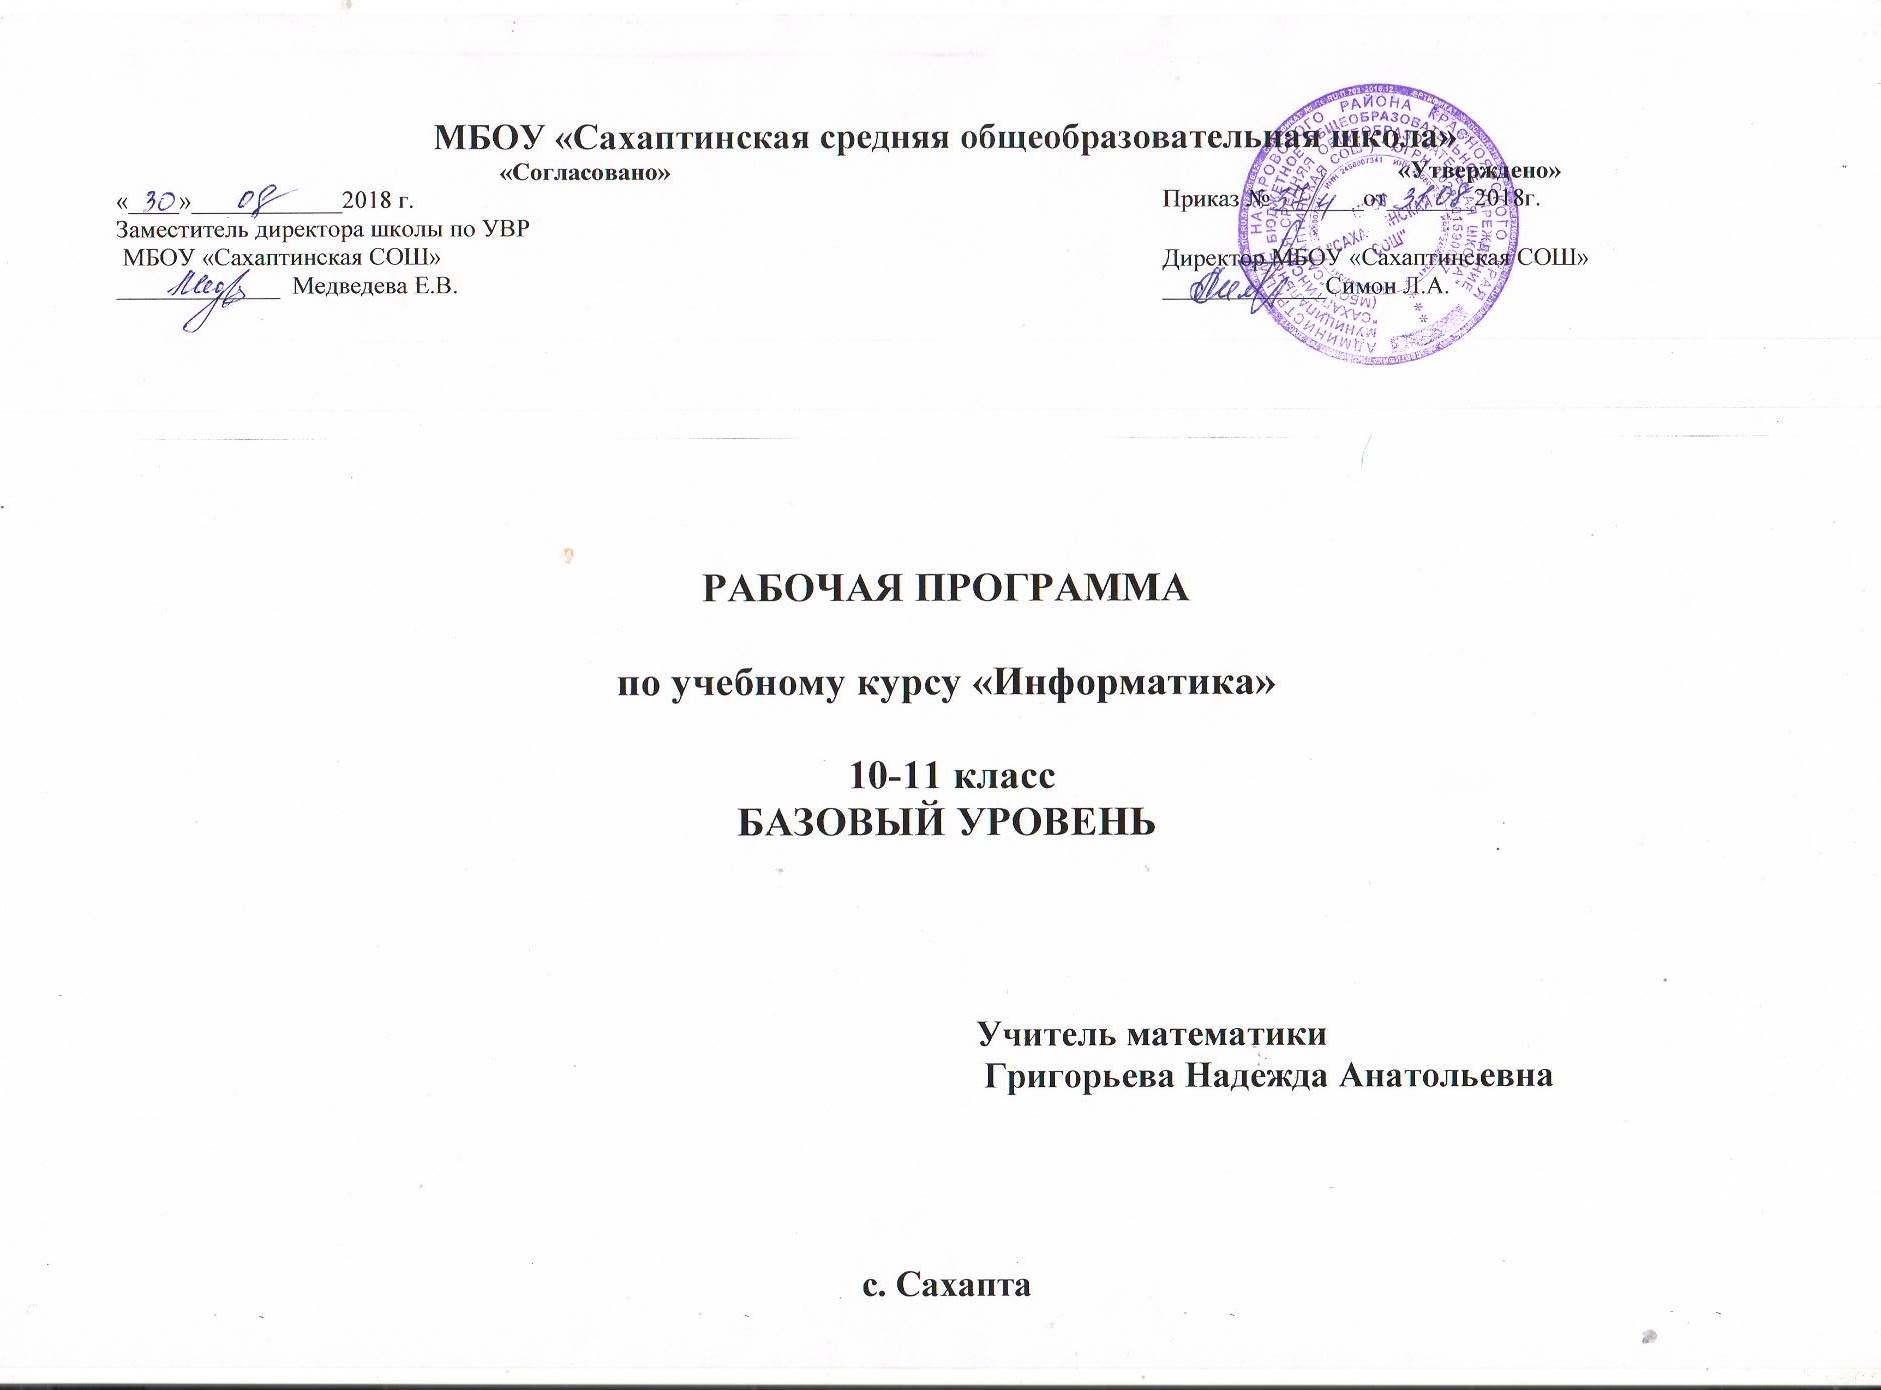 МБОУ «Сахаптинская средняя общеобразовательная школа»
«Согласовано»
«30» 08 2018 г.
Заместитель директора школы по УВР
МБОУ «Сахаптинская СОШ»
Медведева Е.В.
«Утверждено»
Приказ № от 31.08 2018г.
Директор МБОУ «Сахаптинская СОШ»
Симон Л.А.
РАБОЧАЯ ПРОГРАММА
по учебному курсу «Информатика»
10-11 класс
БАЗОВЫЙ УРОВЕНЬ
Учитель математики
Григорьева Надежда Анатольевна
с. Сахапта